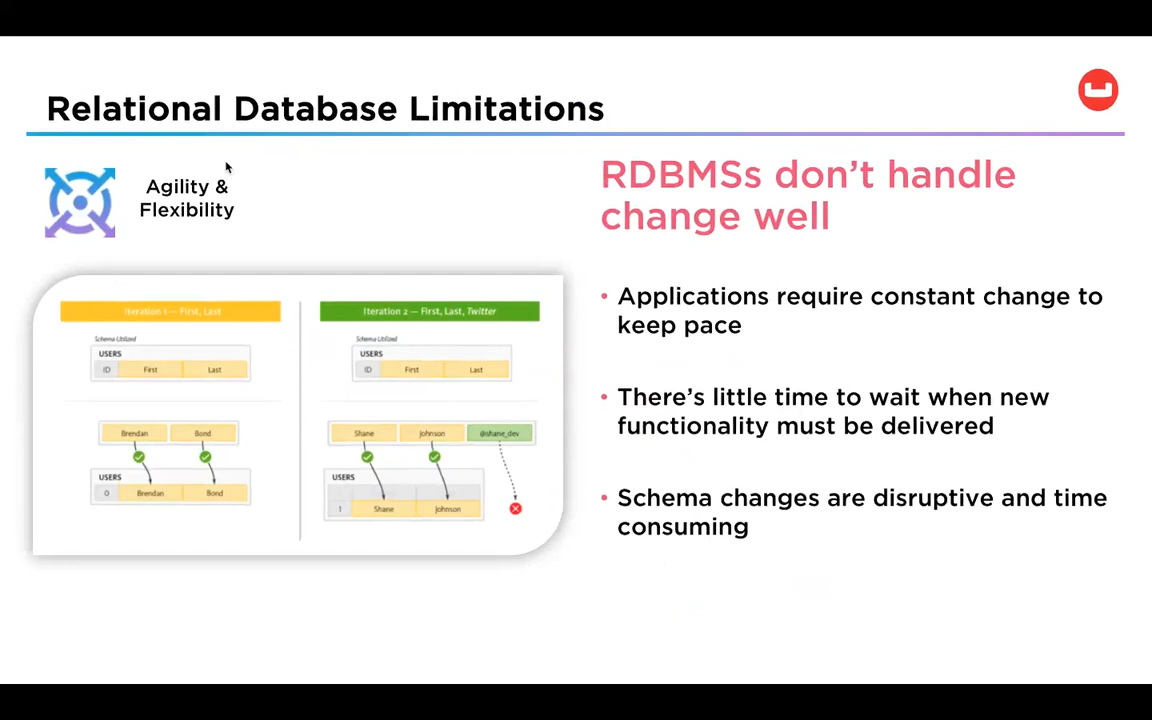 Relational Database Limitations
Agility &
Flexibility
RDBMSs don't handle
change well
• Applications require constant change to
keep pace
• There's little time to wait when new
functionality must be delivered
• Schema changes are disruptive and time
consuming
Iteration 1 — First, Last
Schema Utilized
USERS
ID First Last
Brendan Bond
USERS
0 Brendan Bond
Iteration 2 — First, Last, Twitter
Schema Utilized
USERS
ID First Last
Shane Johnson @shane_dev
USERS
1 Shane Johnson